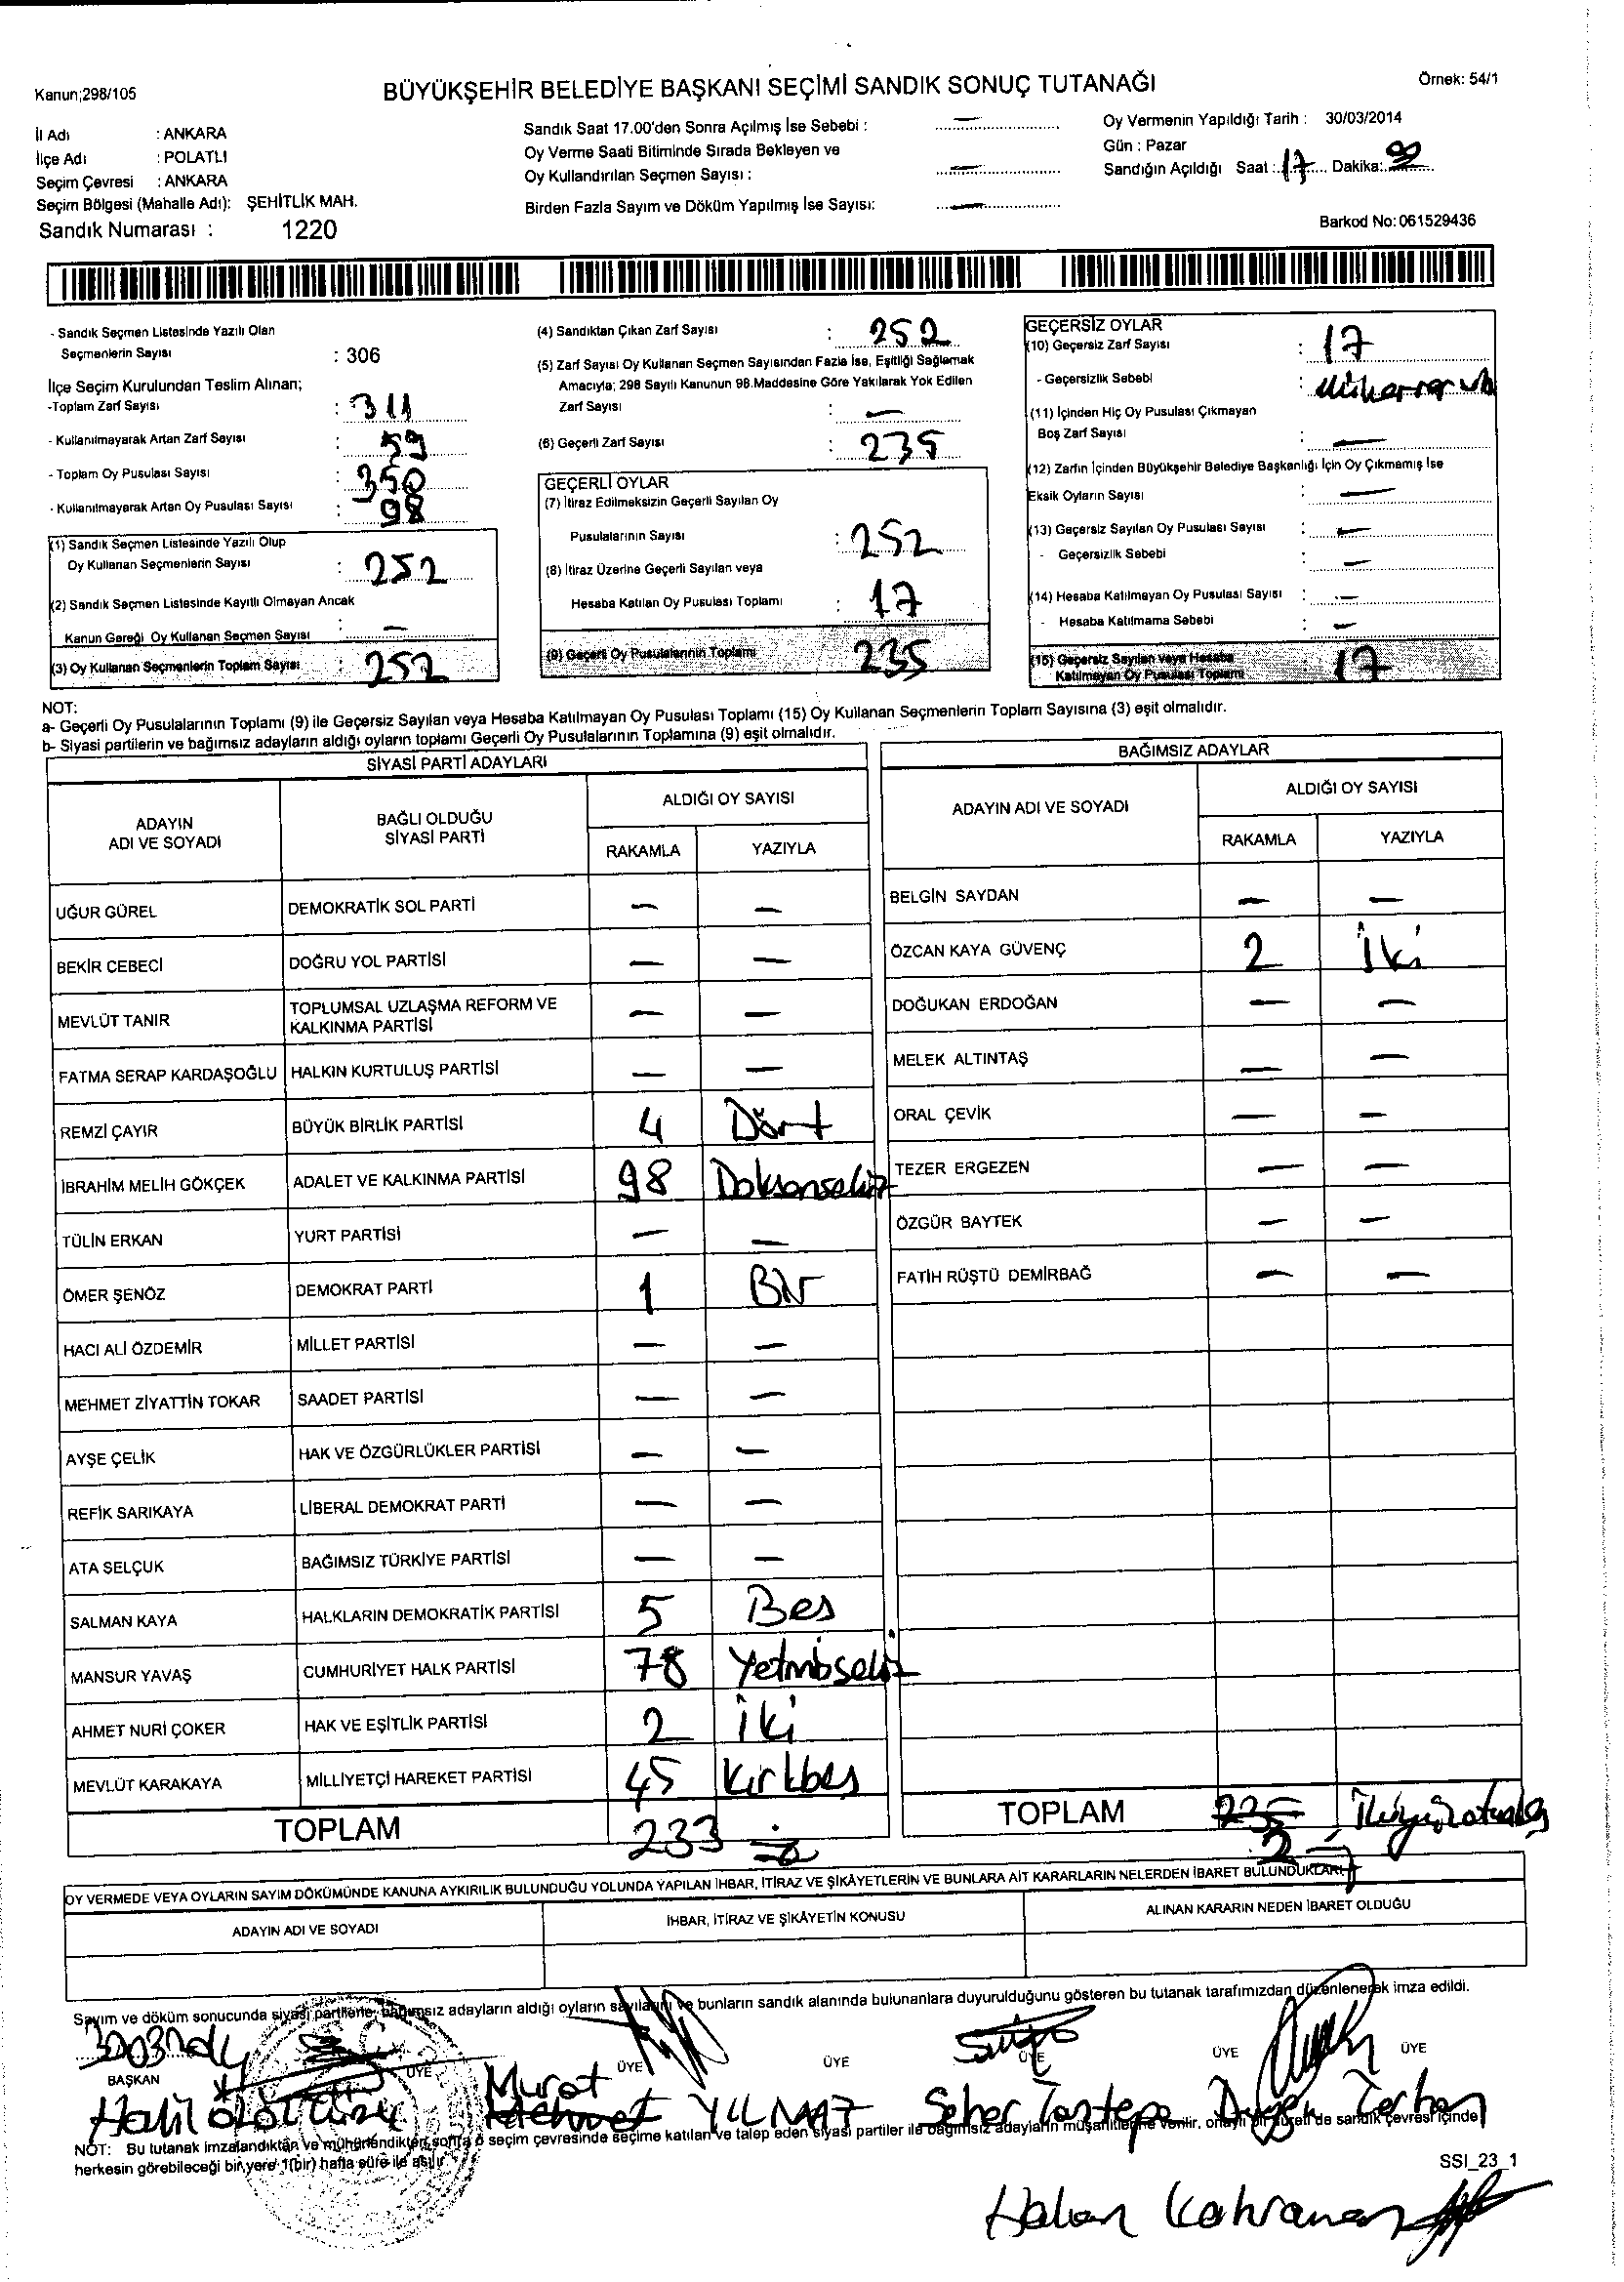 Kanun;298/105
BÜYÜKŞEHİR BELEDİYE BAŞKANI SEÇİMİ SANDIK SONUÇ TUTANAĞI
Örnek: 54/1
İl Adı : ANKARA
İlçe Adı : POLATLI
Seçim Çevresi : ANKARA
Seçim Bölgesi (Mahalle Adı): ŞEHİTLİK MAH.
Sandık Numarası : 1220
Sandık Saat 17.00'den Sonra Açılmış İse Sebebi : —
Oy Verme Saati Bitiminde Sırada Bekleyen ve
Oy Kullandırılan Seçmen Sayısı : —
Birden Fazla Sayım ve Döküm Yapılmış İse Sayısı: —
Oy Vermenin Yapıldığı Tarih : 30/03/2014
Gün : Pazar
Sandığın Açıldığı Saat : 17 Dakika:
Barkod No: 061529436
- Sandık Seçmen Listesinde Yazılı Olan
Seçmenlerin Sayısı : 306
İlçe Seçim Kurulundan Teslim Alınan;
-Toplam Zarf Sayısı : 311
- Kullanılmayarak Artan Zarf Sayısı : 59
- Toplam Oy Pusulası Sayısı : 350
- Kullanılmayarak Artan Oy Pusulası Sayısı : 98
(1) Sandık Seçmen Listesinde Yazılı Olup
Oy Kullanan Seçmenlerin Sayısı : 252
(2) Sandık Seçmen Listesinde Kayıtlı Olmayan Ancak
Kanun Gereği Oy Kullanan Seçmen Sayısı : —
(3) Oy Kullanan Seçmenlerin Toplam Sayısı : 252
(4) Sandıktan Çıkan Zarf Sayısı : 252
(5) Zarf Sayısı Oy Kullanan Seçmen Sayısından Fazla İse, Eşitliği Sağlamak
Amacıyla; 298 Sayılı Kanunun 98.Maddesine Göre Yakılarak Yok Edilen
Zarf Sayısı : —
(6) Geçerli Zarf Sayısı : 235
GEÇERLİ OYLAR
(7) İtiraz Edilmeksizin Geçerli Sayılan Oy
Pusulalarının Sayısı : 252
(8) İtiraz Üzerine Geçerli Sayılan veya
Hesaba Katılan Oy Pusulası Toplamı : 17
(9) Geçerli Oy Pusulalarının Toplamı 235
GEÇERSİZ OYLAR
(10) Geçersiz Zarf Sayısı : 17
- Geçersizlik Sebebi :
(11) İçinden Hiç Oy Pusulası Çıkmayan
Boş Zarf Sayısı : —
(12) Zarfın İçinden Büyükşehir Belediye Başkanlığı İçin Oy Çıkmamış İse
Eksik Oyların Sayısı : —
(13) Geçersiz Sayılan Oy Pusulası Sayısı : —
- Geçersizlik Sebebi : —
(14) Hesaba Katılmayan Oy Pusulası Sayısı : —
- Hesaba Katılmama Sebebi : —
(15) Geçersiz Sayılan veya Hesaba
Katılmayan Oy Pusulası Toplamı 17
NOT:
a- Geçerli Oy Pusulalarının Toplamı (9) ile Geçersiz Sayılan veya Hesaba Katılmayan Oy Pusulası Toplamı (15) Oy Kullanan Seçmenlerin Toplam Sayısına (3) eşit olmalıdır.
b- Siyasi partilerin ve bağımsız adayların aldığı oyların toplamı Geçerli Oy Pusulalarının Toplamına (9) eşit olmalıdır.
SİYASİ PARTİ ADAYLARI
ADAYIN ADI VE SOYADI BAĞLI OLDUĞU SİYASİ PARTİ ALDIĞI OY SAYISI
RAKAMLA YAZIYLA
UĞUR GÜREL DEMOKRATİK SOL PARTİ — —
BEKİR CEBECİ DOĞRU YOL PARTİSİ — —
MEVLÜT TANIR TOPLUMSAL UZLAŞMA REFORM VE KALKINMA PARTİSİ — —
FATMA SERAP KARDAŞOĞLU HALKIN KURTULUŞ PARTİSİ — —
REMZİ ÇAYIR BÜYÜK BİRLİK PARTİSİ 4 Dört
İBRAHİM MELİH GÖKÇEK ADALET VE KALKINMA PARTİSİ 98 Doksansekiz
TÜLİN ERKAN YURT PARTİSİ — —
ÖMER ŞENÖZ DEMOKRAT PARTİ 1 Bir
HACI ALİ ÖZDEMİR MİLLET PARTİSİ — —
MEHMET ZİYATTİN TOKAR SAADET PARTİSİ — —
AYŞE ÇELİK HAK VE ÖZGÜRLÜKLER PARTİSİ — —
REFİK SARIKAYA LİBERAL DEMOKRAT PARTİ — —
ATA SELÇUK BAĞIMSIZ TÜRKİYE PARTİSİ — —
SALMAN KAYA HALKLARIN DEMOKRATİK PARTİSİ 5 Bes
MANSUR YAVAŞ CUMHURİYET HALK PARTİSİ 78 Yetmişsekiz
AHMET NURİ ÇOKER HAK VE EŞİTLİK PARTİSİ 2 İki
MEVLÜT KARAKAYA MİLLİYETÇİ HAREKET PARTİSİ 45 Kırkbeş
TOPLAM 233
BAĞIMSIZ ADAYLAR
ADAYIN ADI VE SOYADI ALDIĞI OY SAYISI
RAKAMLA YAZIYLA
BELGİN SAYDAN — —
ÖZCAN KAYA GÜVENÇ 2 İki
DOĞUKAN ERDOĞAN — —
MELEK ALTINTAŞ — —
ORAL ÇEVİK — —
TEZER ERGEZEN — —
ÖZGÜR BAYTEK — —
FATİH RÜŞTÜ DEMİRBAĞ — —
TOPLAM 235 İkiyüzotuzbeş
2
OY VERMEDE VEYA OYLARIN SAYIM DÖKÜMÜNDE KANUNA AYKIRILIK BULUNDUĞU YOLUNDA YAPILAN İHBAR, İTİRAZ VE ŞİKÂYETLERİN VE BUNLARA AİT KARARLARIN NELERDEN İBARET BULUNDUKLARI
ADAYIN ADI VE SOYADI İHBAR, İTİRAZ VE ŞİKÂYETİN KONUSU ALINAN KARARIN NEDEN İBARET OLDUĞU
Sayım ve döküm sonucunda siyasi partilerle, bağımsız adayların aldığı oyların sayılarını ve bunların sandık alanında bulunanlara duyurulduğunu gösteren bu tutanak tarafımızdan düzenlenerek imza edildi.
BAŞKAN ÜYE ÜYE ÜYE ÜYE ÜYE ÜYE
Halil Murat Mehmet YILMAZ Seher Taştepe Duygu
NOT: Bu tutanak imzalandıktan ve mühürlendikten sonra o seçim çevresinde seçime katılan ve talep eden siyasi partiler ile bağımsız adayların müşahitlerine verilir, onaylı bir sureti de sandık çevresi içinde
herkesin görebileceği bir yere 1(bir) hafta süre ile asılır.
SSI_23_1
Hakan Kahraman